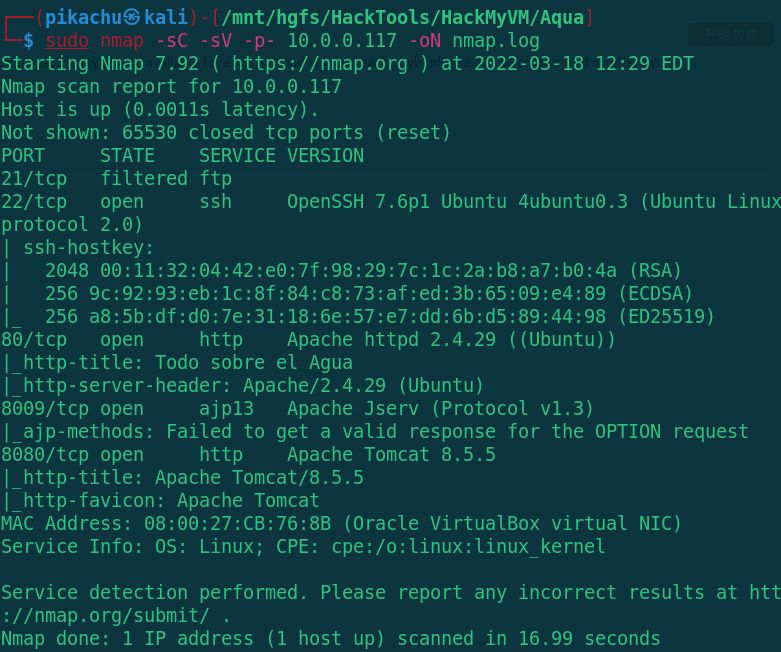 ┌──(pikachu㉿kali)-[/mnt/hgfs/HackTools/HackMyVM/Aqua]
└─$ sudo nmap -sC -sV -p- 10.0.0.117 -oN nmap.log
Starting Nmap 7.92 ( https://nmap.org ) at 2022-03-18 12:29 EDT
Nmap scan report for 10.0.0.117
Host is up (0.0011s latency).
Not shown: 65530 closed tcp ports (reset)
PORT     STATE    SERVICE VERSION
21/tcp   filtered ftp
22/tcp   open     ssh     OpenSSH 7.6p1 Ubuntu 4ubuntu0.3 (Ubuntu Linux
protocol 2.0)
| ssh-hostkey:
|   2048 00:11:32:04:42:e0:7f:98:29:7c:1c:2a:b8:a7:b0:4a (RSA)
|   256 9c:92:93:eb:1c:8f:84:c8:73:af:ed:3b:65:09:e4:89 (ECDSA)
|_  256 a8:5b:df:d0:7e:31:18:6e:57:e7:dd:6b:d5:89:44:98 (ED25519)
80/tcp   open     http    Apache httpd 2.4.29 ((Ubuntu))
|_http-title: Todo sobre el Agua
|_http-server-header: Apache/2.4.29 (Ubuntu)
8009/tcp open     ajp13   Apache Jserv (Protocol v1.3)
|_ajp-methods: Failed to get a valid response for the OPTION request
8080/tcp open     http    Apache Tomcat 8.5.5
|_http-title: Apache Tomcat/8.5.5
|_http-favicon: Apache Tomcat
MAC Address: 08:00:27:CB:76:8B (Oracle VirtualBox virtual NIC)
Service Info: OS: Linux; CPE: cpe:/o:linux:linux_kernel

Service detection performed. Please report any incorrect results at htt
://nmap.org/submit/ .
Nmap done: 1 IP address (1 host up) scanned in 16.99 seconds